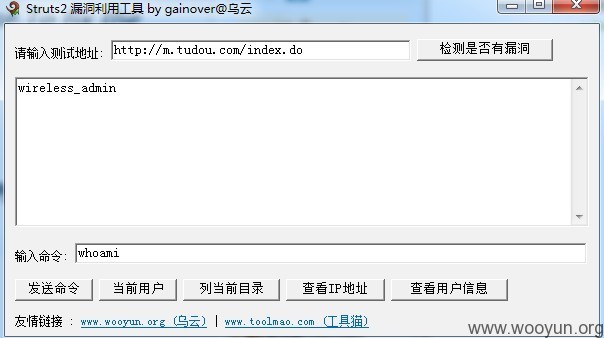 Struts2 漏洞利用工具 by gainover@乌云
请输入测试地址: http://m.tudou.com/index.do 检测是否有漏洞
wireless_admin
输入命令: whoami
发送命令 当前用户 列当前目录 查看IP地址 查看用户信息
友情链接 : www.wooyun.org (乌云) | www.toolmao.com (工具猫)
www.wooyun.org